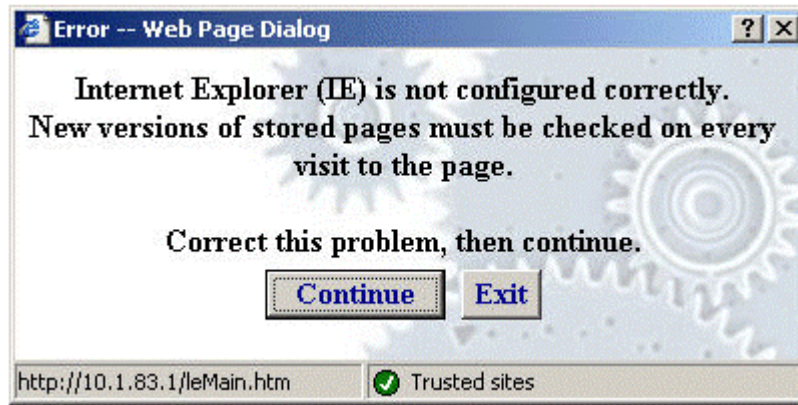 Error -- Web Page Dialog
Internet Explorer (IE) is not configured correctly.
New versions of stored pages must be checked on every
visit to the page.
Correct this problem, then continue.
Continue Exit
http://10.1.83.1/leMain.htm Trusted sites